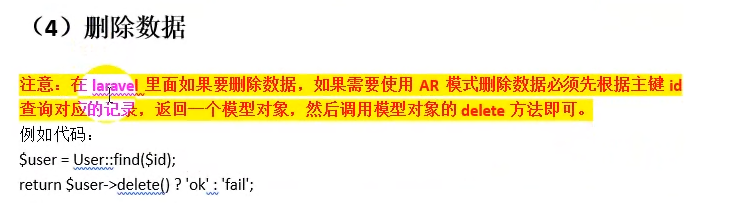 （4）删除数据
注意：在 laravel 里面如果要删除数据，如果需要使用 AR 模式删除数据必须先根据主键 id
查询对应的记录，返回一个模型对象，然后调用模型对象的 delete 方法即可。
例如代码：
$user = User::find($id);
return $user->delete() ? 'ok' : 'fail';